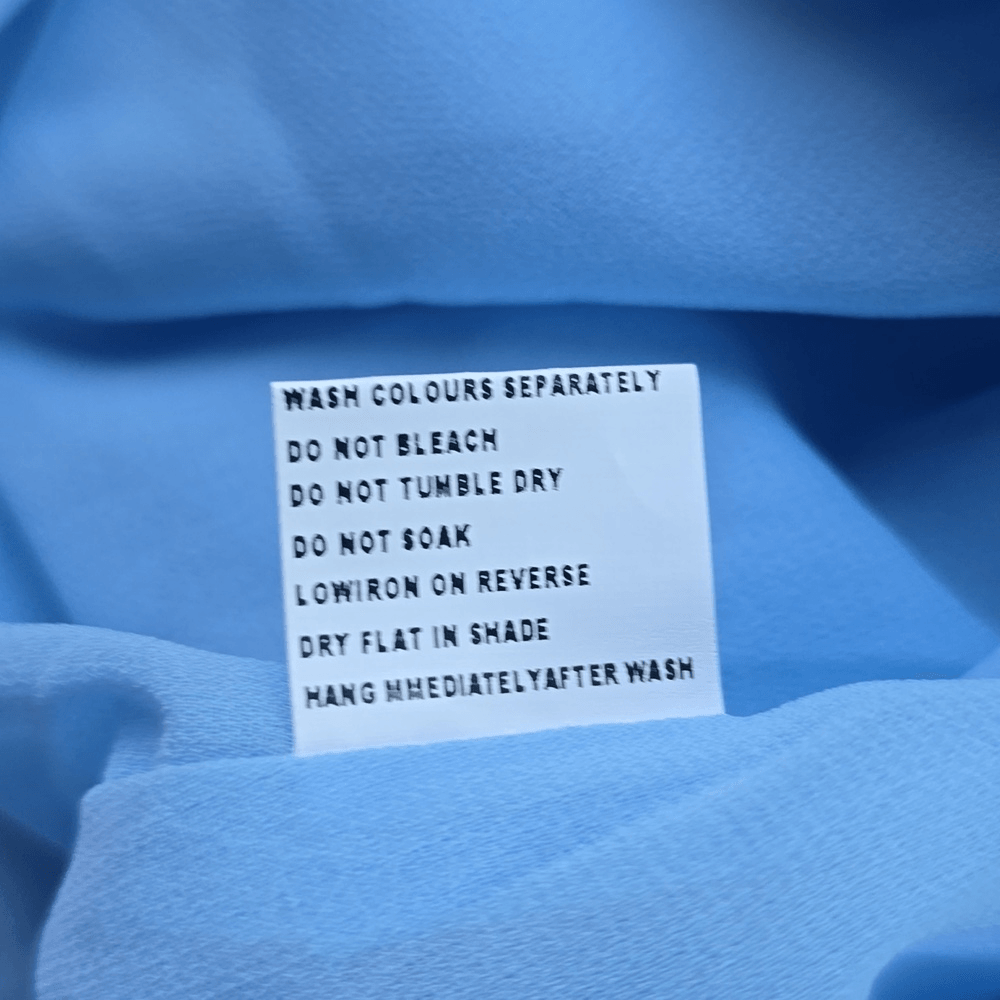 WASH COLOURS SEPARATELY
DO NOT BLEACH
DO NOT TUMBLE DRY
DO NOT SOAK
LOWIRON ON REVERSE
DRY FLAT IN SHADE
HANG MMEDIATELYAFTER WASH